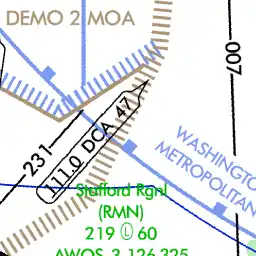 DEMO 2 MOA
007
231
111.0 DCA 47
WASHINGTO
METROPOLITAN
Stafford Rgnl
(RMN)
219 Ⓛ 60
AWOS-3 126.325